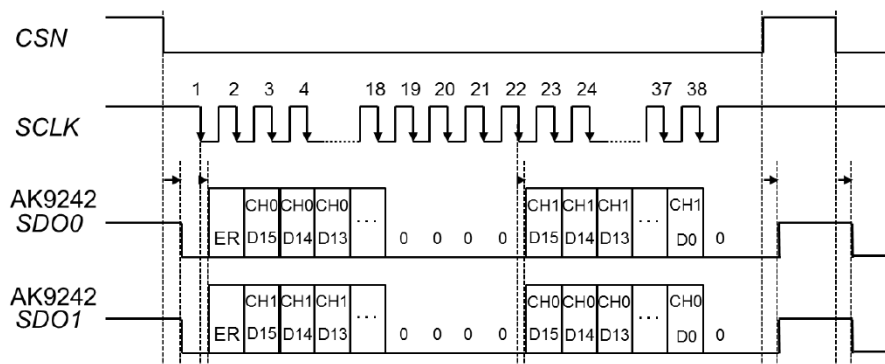 CSN
1 2 3 4 18 19 20 21 22 23 24 37 38
SCLK
AK9242
SDO0
CH0 CH0 CH0 ... CH1 CH1 CH1 ... CH1
ER D15 D14 D13 0 0 0 0 D15 D14 D13 D0 0
AK9242
SDO1
CH1 CH1 CH1 ... CH0 CH0 CH0 ... CH0
ER D15 D14 D13 0 0 0 0 D15 D14 D13 D0 0